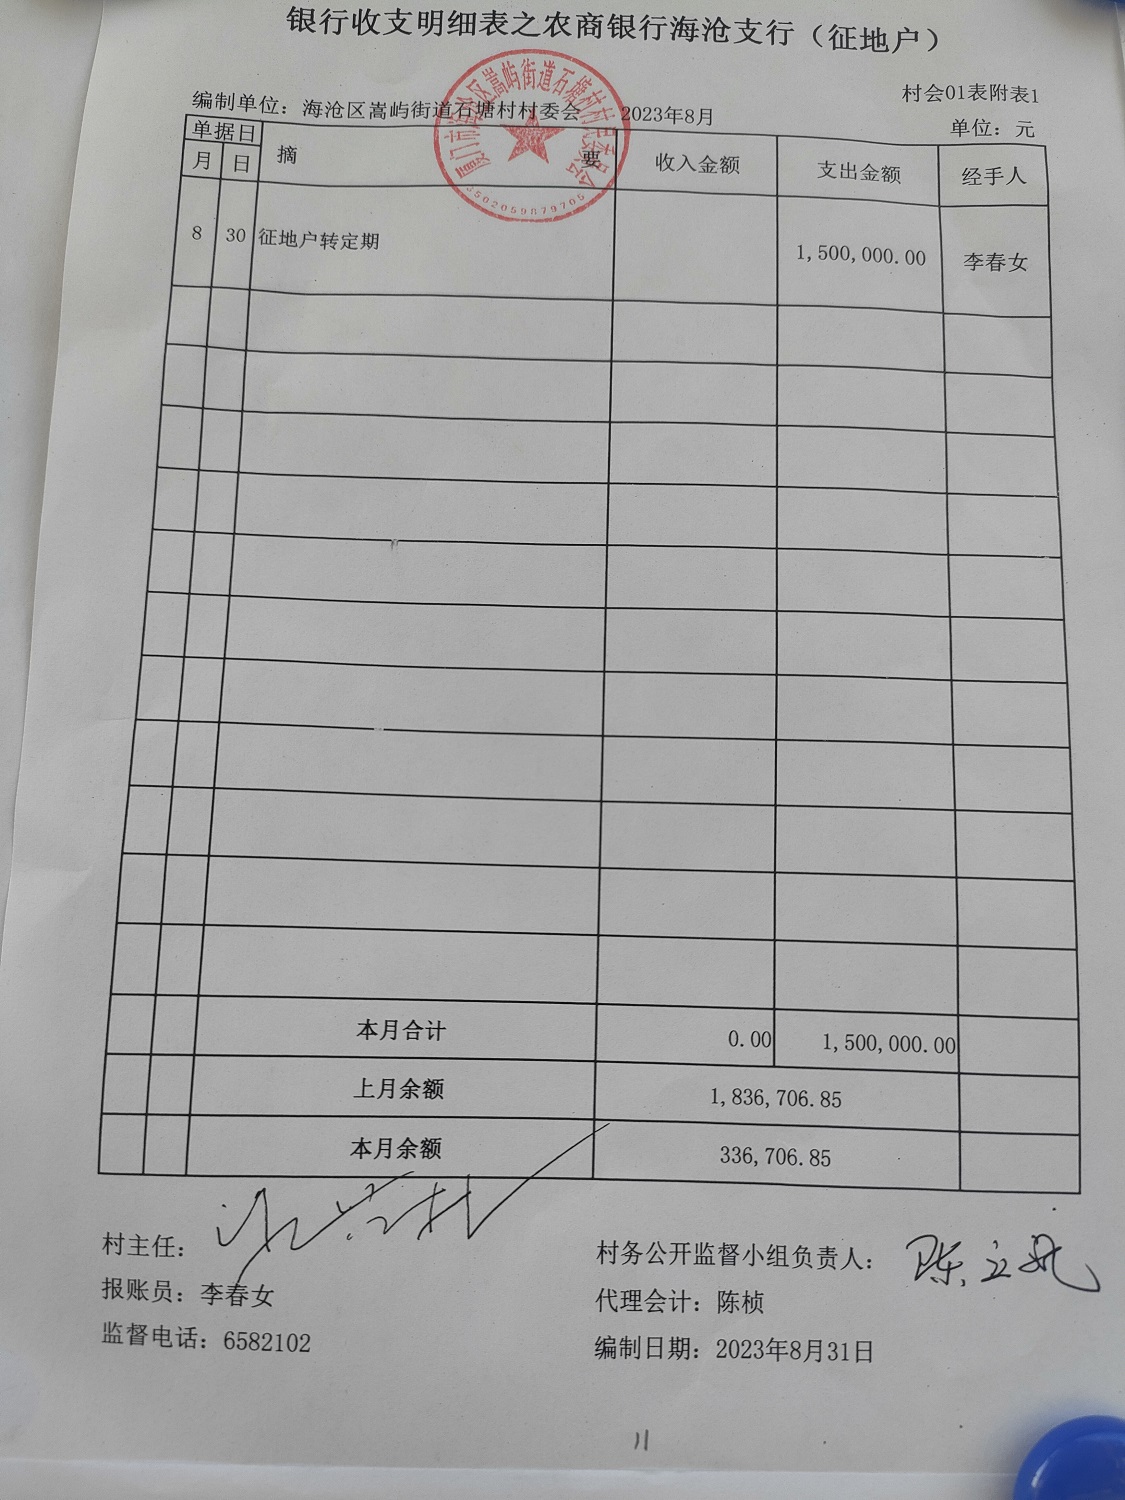 银行收支明细表之农商银行海沧支行（征地户）
村会01表附表1
编制单位：海沧区嵩屿街道石塘村村委会 2023年8月 单位：元
单据日 摘 要 收入金额 支出金额 经手人
月 日
8 30 征地户转定期 1,500,000.00 李春女
本月合计 0.00 1,500,000.00
上月余额 1,836,706.85
本月余额 336,706.85
村主任： 村务公开监督小组负责人：
报账员：李春女 代理会计：陈桢
监督电话：6582102 编制日期：2023年8月31日
11